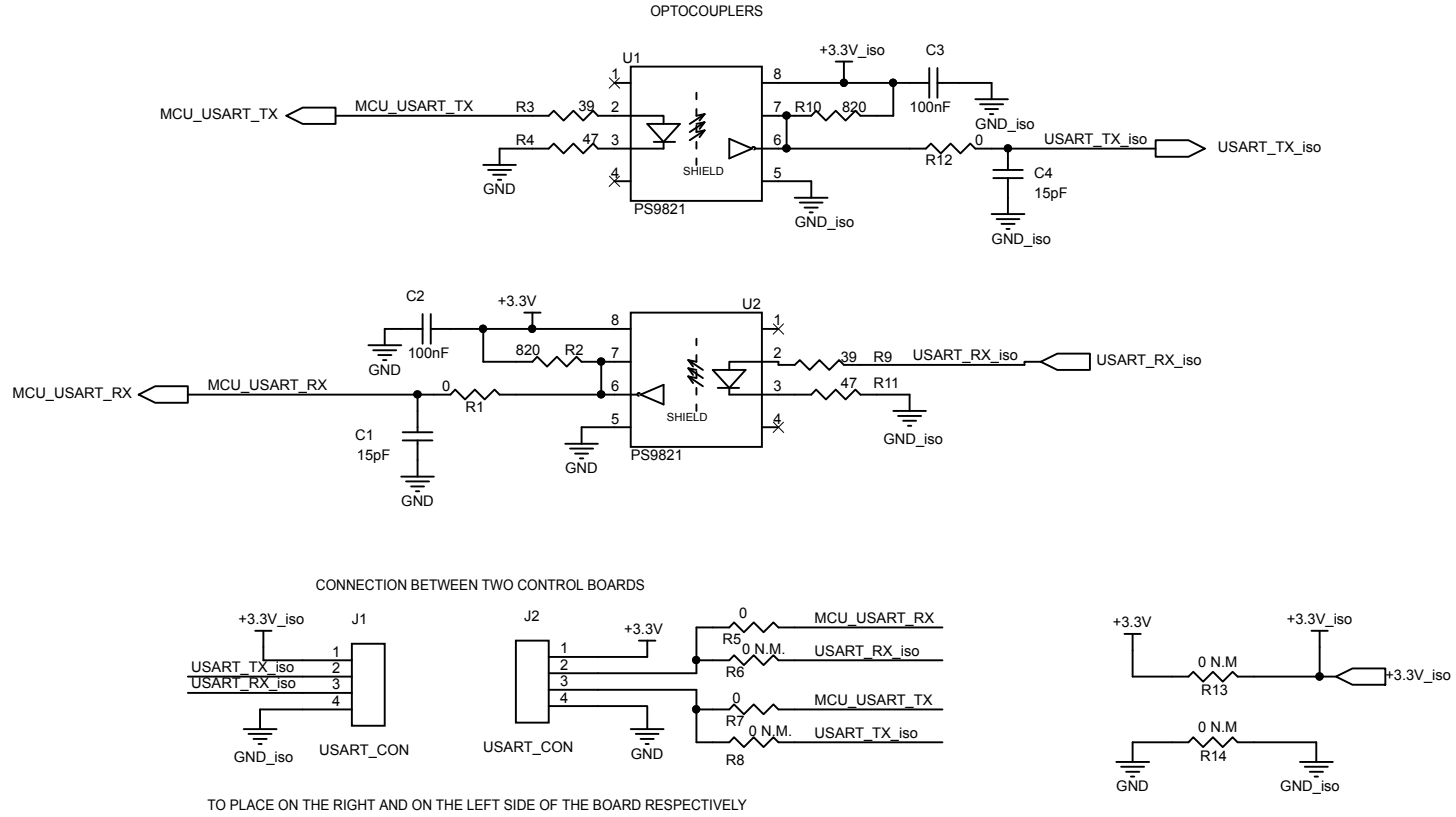 OPTOCOUPLERS
U1
+3.3V_iso
C3
1
8
MCU_USART_TX
MCU_USART_TX
R3
39
2
7
R10
820
100nF
GND_iso
R4
47
3
6
R12
0
USART_TX_iso
USART_TX_iso
GND
4
SHIELD
5
C4
15pF
PS9821
GND_iso
GND_iso
C2
+3.3V
U2
8
1
100nF
GND
820
R2
7
2
39
R9
USART_RX_iso
USART_RX_iso
MCU_USART_RX
MCU_USART_RX
0
R1
6
3
47
R11
C1
15pF
5
SHIELD
4
GND_iso
GND
PS9821
GND
CONNECTION BETWEEN TWO CONTROL BOARDS
+3.3V_iso
J1
1
USART_TX_iso
2
USART_RX_iso
3
4
GND_iso
USART_CON
J2
+3.3V
1
2
3
4
USART_CON
GND
0
MCU_USART_RX
R5
0 N.M.
USART_RX_iso
R6
0
MCU_USART_TX
R7
0 N.M.
USART_TX_iso
R8
+3.3V
+3.3V_iso
0 N.M
R13
+3.3V_iso
0 N.M
R14
GND
GND_iso
TO PLACE ON THE RIGHT AND ON THE LEFT SIDE OF THE BOARD RESPECTIVELY